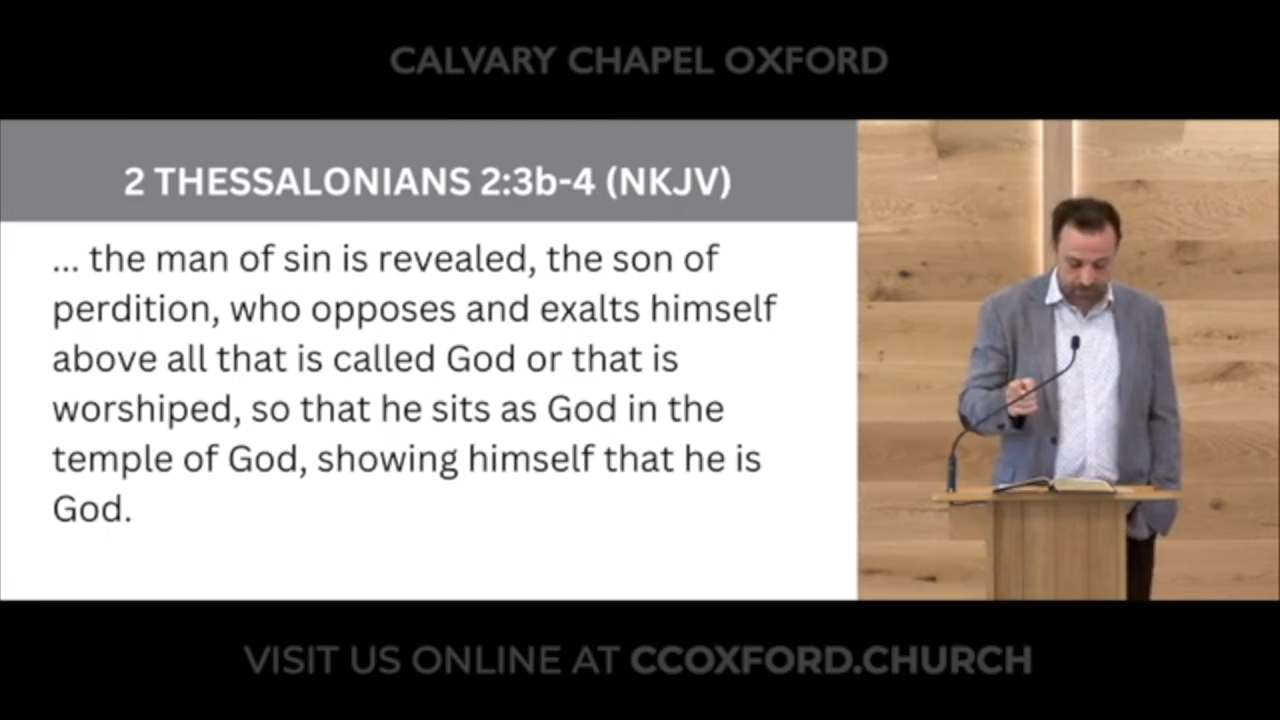 CALVARY CHAPEL OXFORD
2 THESSALONIANS 2:3b-4 (NKJV)
... the man of sin is revealed, the son of
perdition, who opposes and exalts himself
above all that is called God or that is
worshiped, so that he sits as God in the
temple of God, showing himself that he is
God.
VISIT US ONLINE AT CCOXFORD.CHURCH